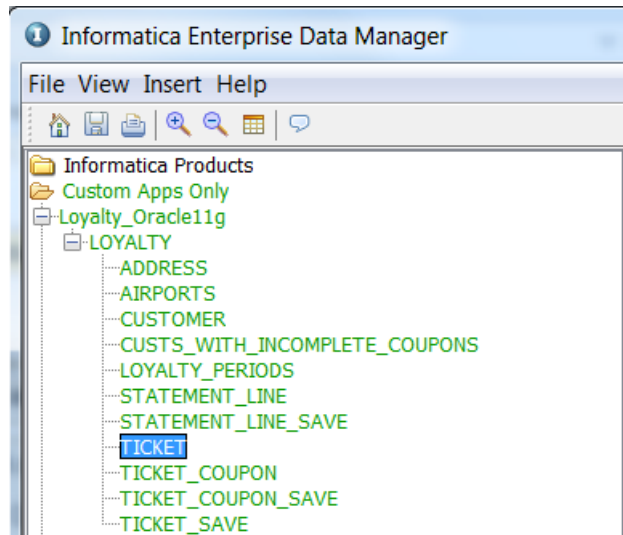 Informatica Enterprise Data Manager
File View Insert Help
Informatica Products
Custom Apps Only
Loyalty_Oracle11g
LOYALTY
ADDRESS
AIRPORTS
CUSTOMER
CUSTS_WITH_INCOMPLETE_COUPONS
LOYALTY_PERIODS
STATEMENT_LINE
STATEMENT_LINE_SAVE
TICKET
TICKET_COUPON
TICKET_COUPON_SAVE
TICKET_SAVE